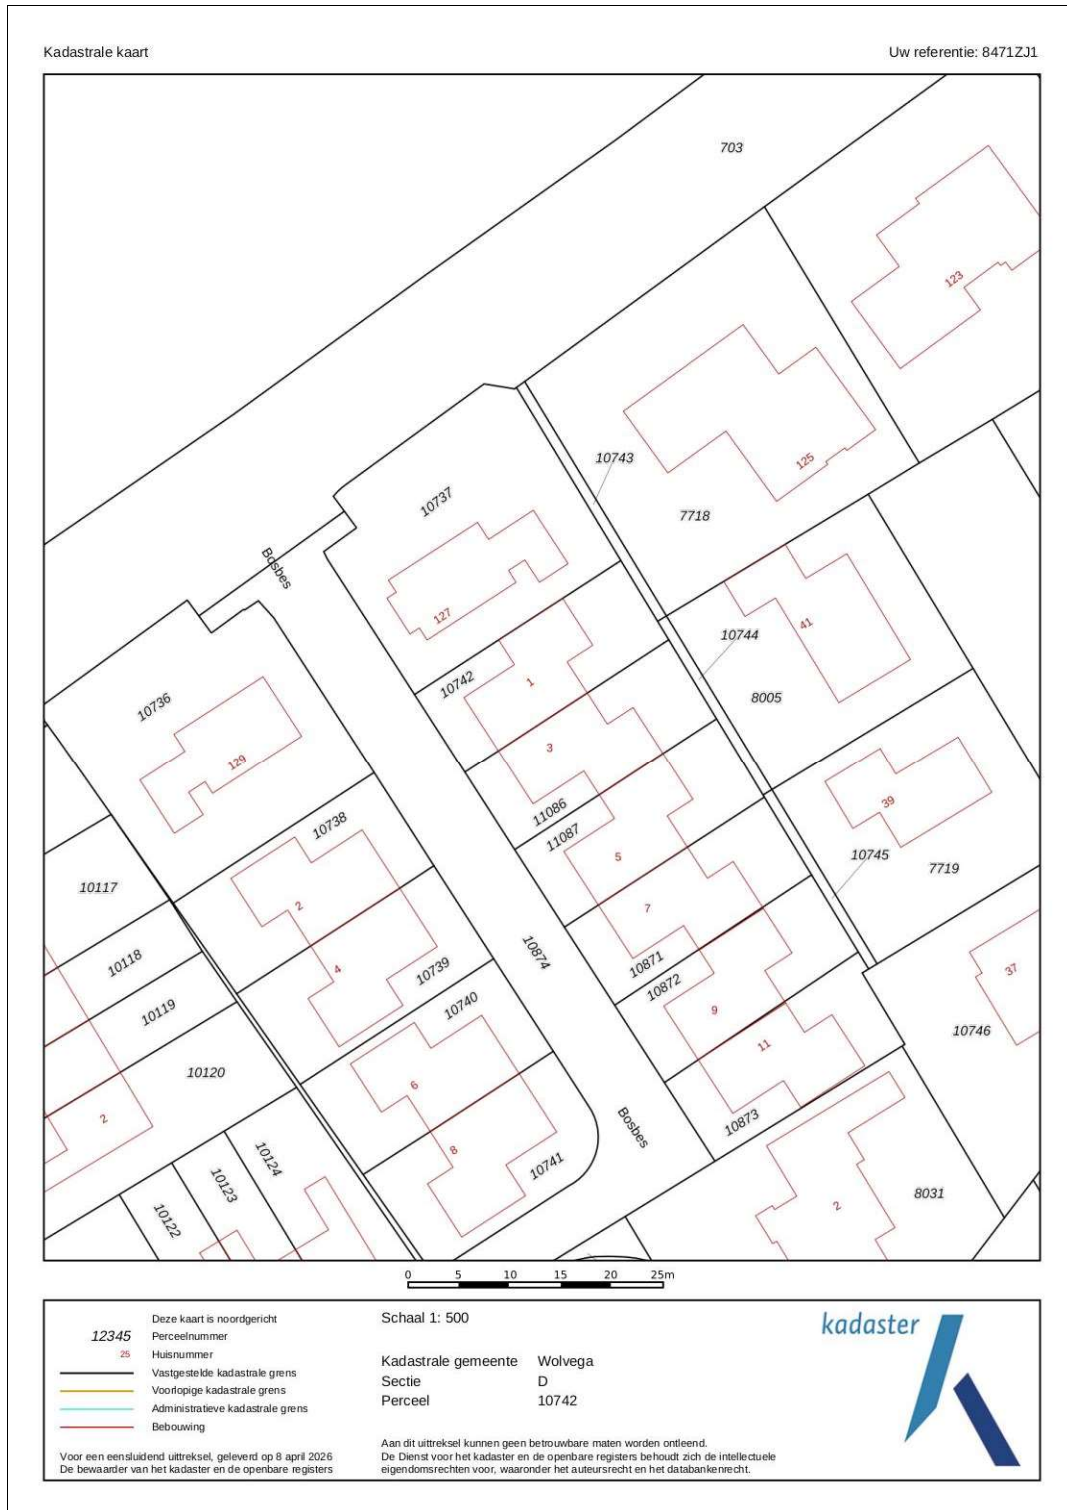 Kadastrale kaart
Uw referentie: 8471ZJ1
703
123
10743
125
7718
10737
Bosbes
127
41
10744
10742
1
8005
10736
3
129
39
11086
10738
11087
10745
7719
5
10117
2
7
10874
10118
4
10739
10871
10872
37
10119
10740
9
10746
11
10120
6
2
Bosbes
10873
8
10741
10124
10123
10122
8031
2
0 5 10 15 20 25m
Deze kaart is noordgericht
12345 Perceelnummer
25 Huisnummer
Vastgestelde kadastrale grens
Voorlopige kadastrale grens
Administratieve kadastrale grens
Bebouwing
Voor een eensluidend uittreksel, geleverd op 8 april 2026
De bewaarder van het kadaster en de openbare registers
Schaal 1: 500
Kadastrale gemeente Wolvega
Sectie D
Perceel 10742
Aan dit uittreksel kunnen geen betrouwbare maten worden ontleend.
De Dienst voor het kadaster en de openbare registers behoudt zich de intellectuele
eigendomsrechten voor, waaronder het auteursrecht en het databankenrecht.
kadaster